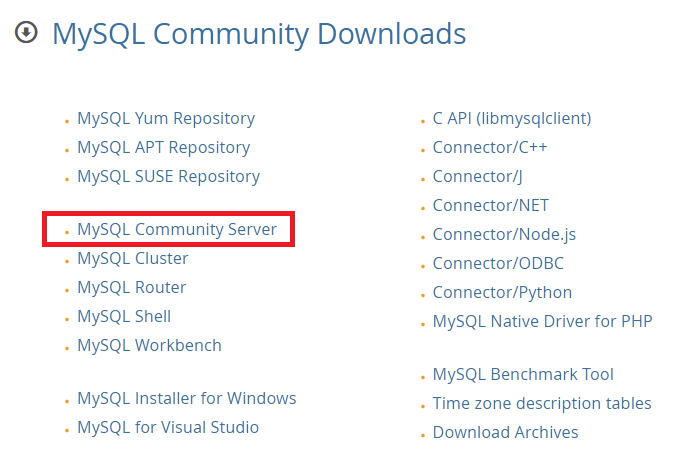 MySQL Community Downloads
MySQL Yum Repository
MySQL APT Repository
MySQL SUSE Repository
MySQL Community Server
MySQL Cluster
MySQL Router
MySQL Shell
MySQL Workbench
MySQL Installer for Windows
MySQL for Visual Studio
C API (libmysqlclient)
Connector/C++
Connector/J
Connector/NET
Connector/Node.js
Connector/ODBC
Connector/Python
MySQL Native Driver for PHP
MySQL Benchmark Tool
Time zone description tables
Download Archives